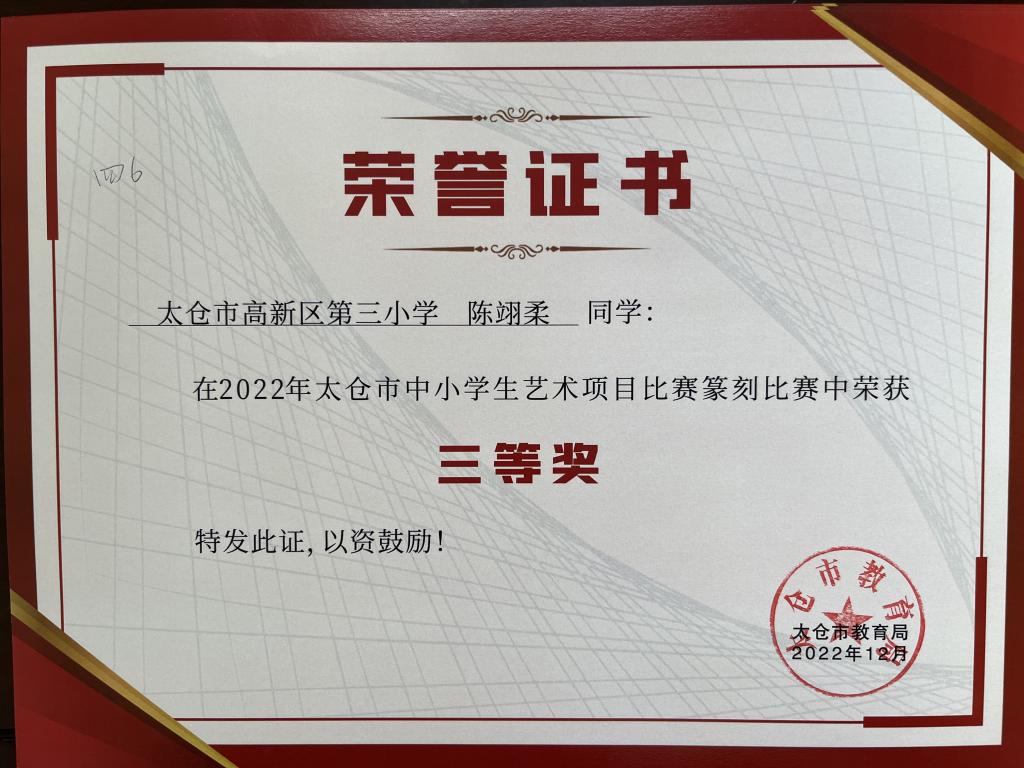 四6
荣誉证书
太仓市高新区第三小学 陈翊柔 同学：
在2022年太仓市中小学生艺术项目比赛篆刻比赛中荣获
三等奖
特发此证，以资鼓励！
太仓市教育局
太仓市教育局
2022年12月